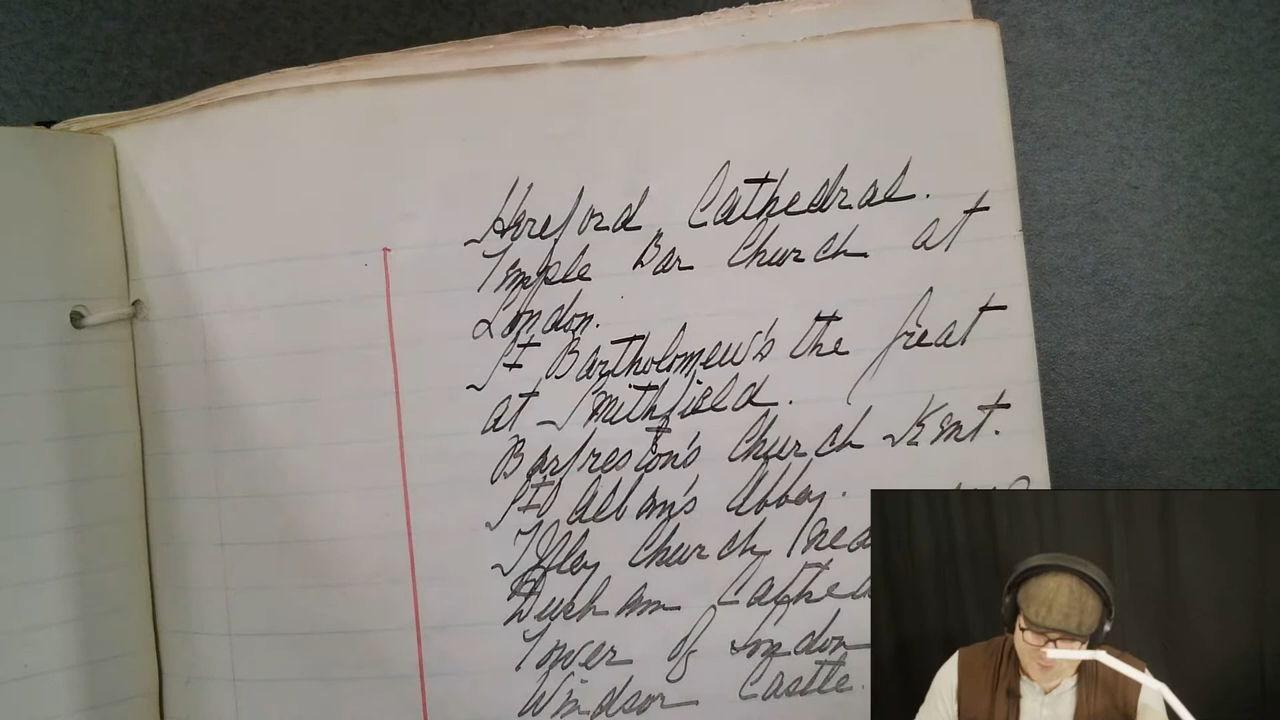 Hereford Cathedral.
Temple Bar Church at
London.
St Bartholomew's the great
at Smithfield.
Barfreston's Church Kent.
St Alban's Abbey.
Iffley Church
Durham
Tower of London
Windsor Castle.